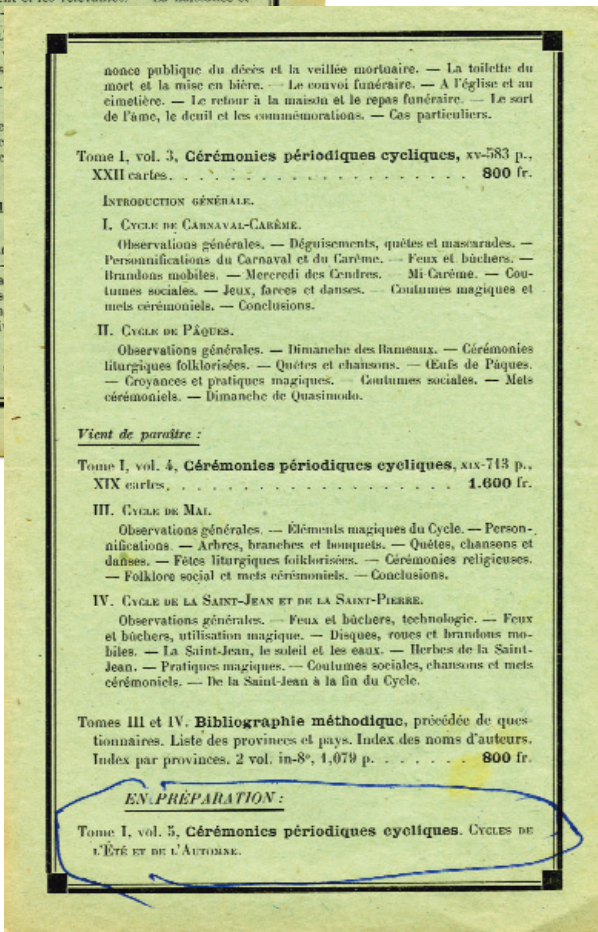 nonce publique du décès et la veillée mortuaire. — La toilette du
mort et la mise en bière. — Le convoi funéraire. — A l'église et au
cimetière. — Le retour à la maison et le repas funéraire. — Le sort
de l'âme, le deuil et les commémorations. — Cas particuliers.
Tome I, vol. 3, Cérémonies périodiques cycliques, xv-583 p.,
XXII cartes. . . . . . . . . . . . . . . . . . . . 800 fr.
INTRODUCTION GÉNÉRALE.
I. CYCLE DE CARNAVAL-CARÊME.
Observations générales. — Déguisements, quêtes et mascarades. —
Personnifications du Carnaval et du Carême. — Feux et bûchers. —
Brandons mobiles. — Mercredi des Cendres. — Mi-Carême. — Cou-
tumes sociales. — Jeux, farces et danses. — Coutumes magiques et
mets cérémoniels. — Conclusions.
II. CYCLE DE PÂQUES.
Observations générales. — Dimanche des Rameaux. — Cérémonies
liturgiques folklorisées. — Quêtes et chansons. — Œufs de Pâques.
— Croyances et pratiques magiques. — Coutumes sociales. — Mets
cérémoniels. — Dimanche de Quasimodo.
Vient de paraître :
Tome I, vol. 4, Cérémonies périodiques cycliques, xix-743 p.,
XIX cartes. . . . . . . . . . . . . . . . . . . . 1.600 fr.
III. CYCLE DE MAI.
Observations générales. — Éléments magiques du Cycle. — Person-
nifications. — Arbres, branches et bouquets. — Quêtes, chansons et
danses. — Fêtes liturgiques folklorisées. — Cérémonies religieuses.
— Folklore social et mets cérémoniels. — Conclusions.
IV. CYCLE DE LA SAINT-JEAN ET DE LA SAINT-PIERRE.
Observations générales. — Feux et bûchers, technologie. — Feux
et bûchers, utilisation magique. — Disques, roues et brandons mo-
biles. — La Saint-Jean, le soleil et les eaux. — Herbes de la Saint-
Jean. — Pratiques magiques. — Coutumes sociales, chansons et mets
cérémoniels. — De la Saint-Jean à la fin du Cycle.
Tomes III et IV. Bibliographie méthodique, précédée de ques-
tionnaires. Liste des provinces et pays. Index des noms d'auteurs.
Index par provinces. 2 vol. in-8°, 1,079 p. . . . . . . . 800 fr.
EN PRÉPARATION :
Tome I, vol. 5, Cérémonies périodiques cycliques. CYCLES DE
L'ÉTÉ ET DE L'AUTOMNE.